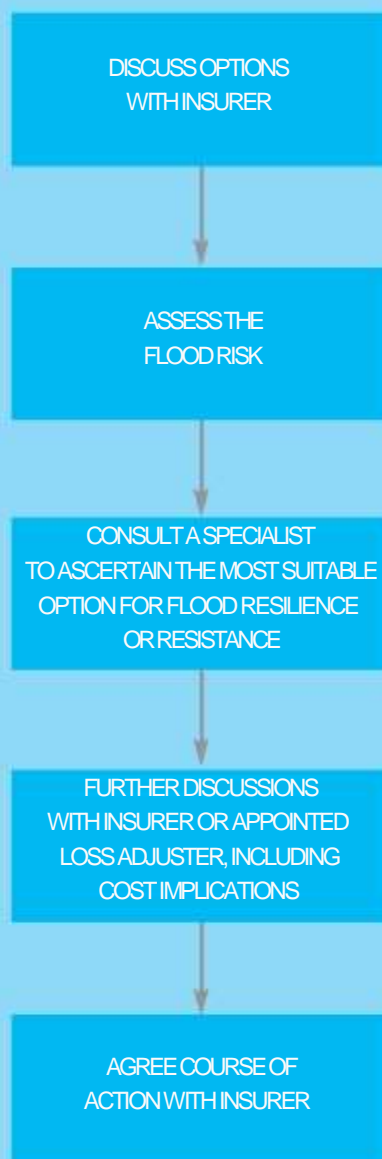 DISCUSS OPTIONS
WITH INSURER
ASSESS THE
FLOOD RISK
CONSULT A SPECIALIST
TO ASCERTAIN THE MOST SUITABLE
OPTION FOR FLOOD RESILIENCE
OR RESISTANCE
FURTHER DISCUSSIONS
WITH INSURER OR APPOINTED
LOSS ADJUSTER, INCLUDING
COST IMPLICATIONS
AGREE COURSE OF
ACTION WITH INSURER